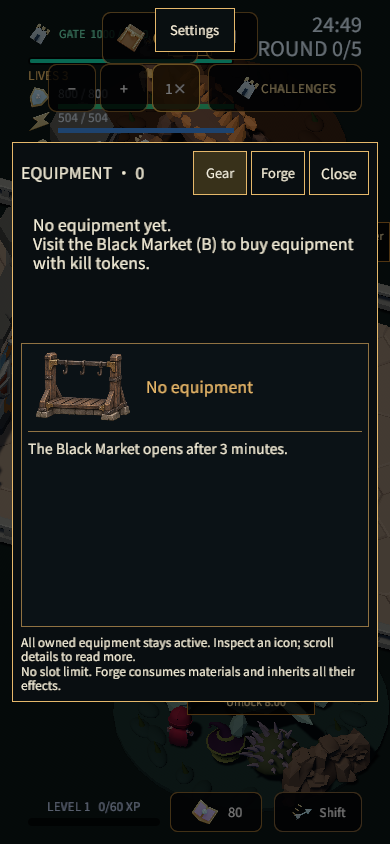 Settings
24:49
GATE 10
ROUND 0/5
LIVES 3
−
+
1×
CHALLENGES
800 / 8
504 / 504
EQUIPMENT • 0
Gear
Forge
Close
No equipment yet.
Visit the Black Market (B) to buy equipment
with kill tokens.
No equipment
The Black Market opens after 3 minutes.
All owned equipment stays active. Inspect an icon; scroll
details to read more.
No slot limit. Forge consumes materials and inherits all their
effects.
LEVEL 1 0/60 XP
80
Shift